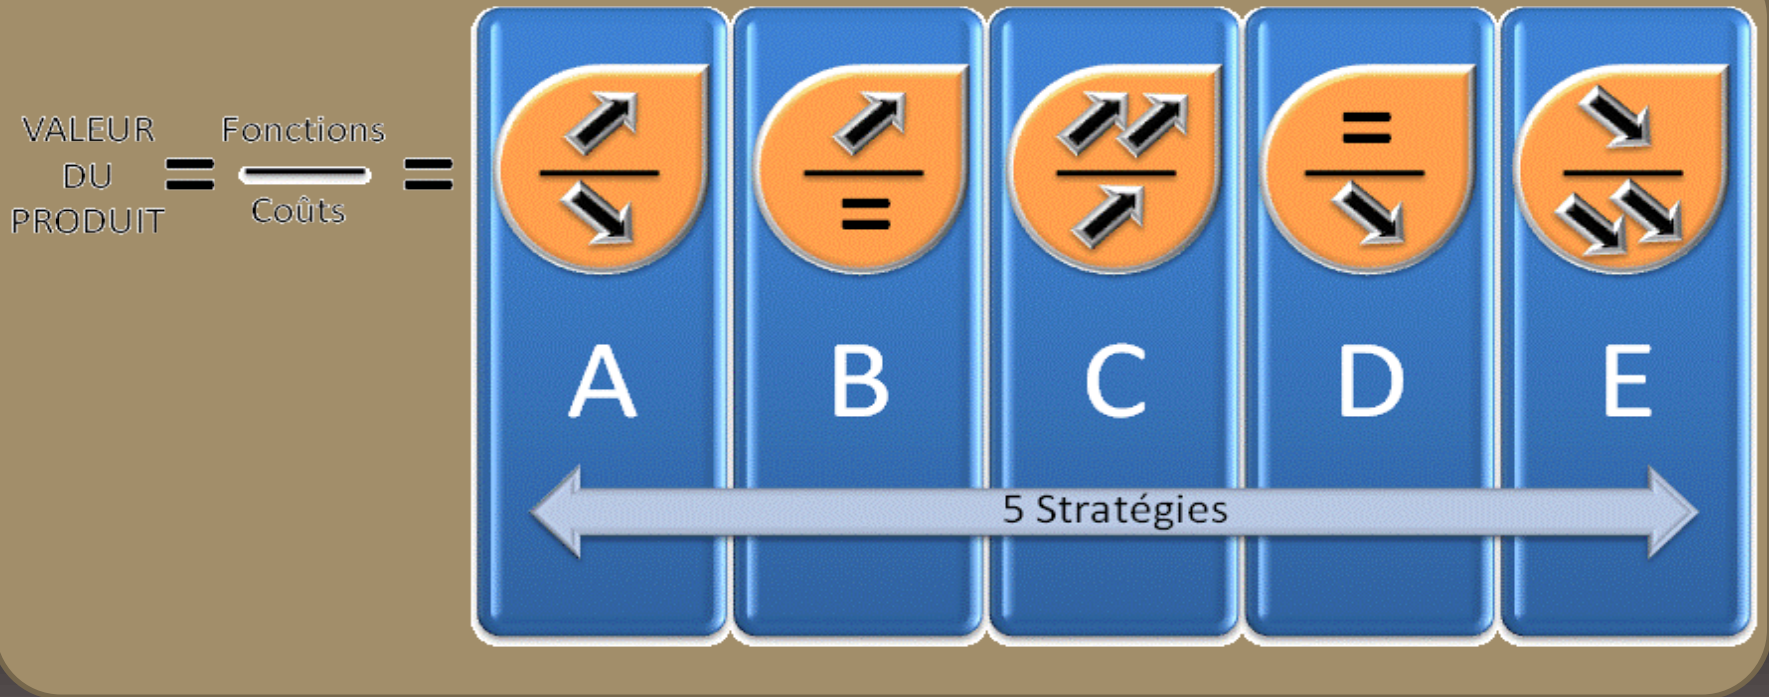 VALEUR
DU
PRODUIT
=
Fonctions
Coûts
=
=
=
A
B
C
D
E
5 Stratégies